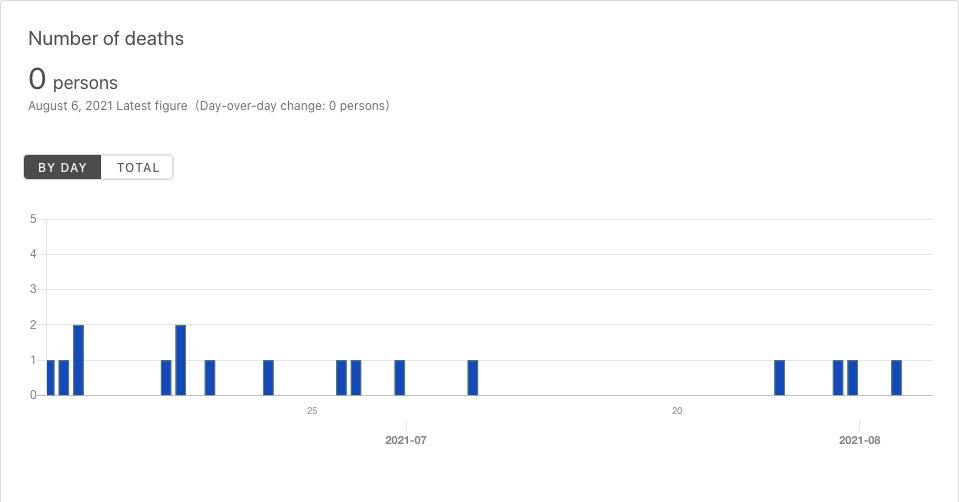 Number of deaths
0 persons
August 6, 2021 Latest figure (Day-over-day change: 0 persons)
BY DAY TOTAL
5
4
3
2
1
0
25 20
2021-07 2021-08